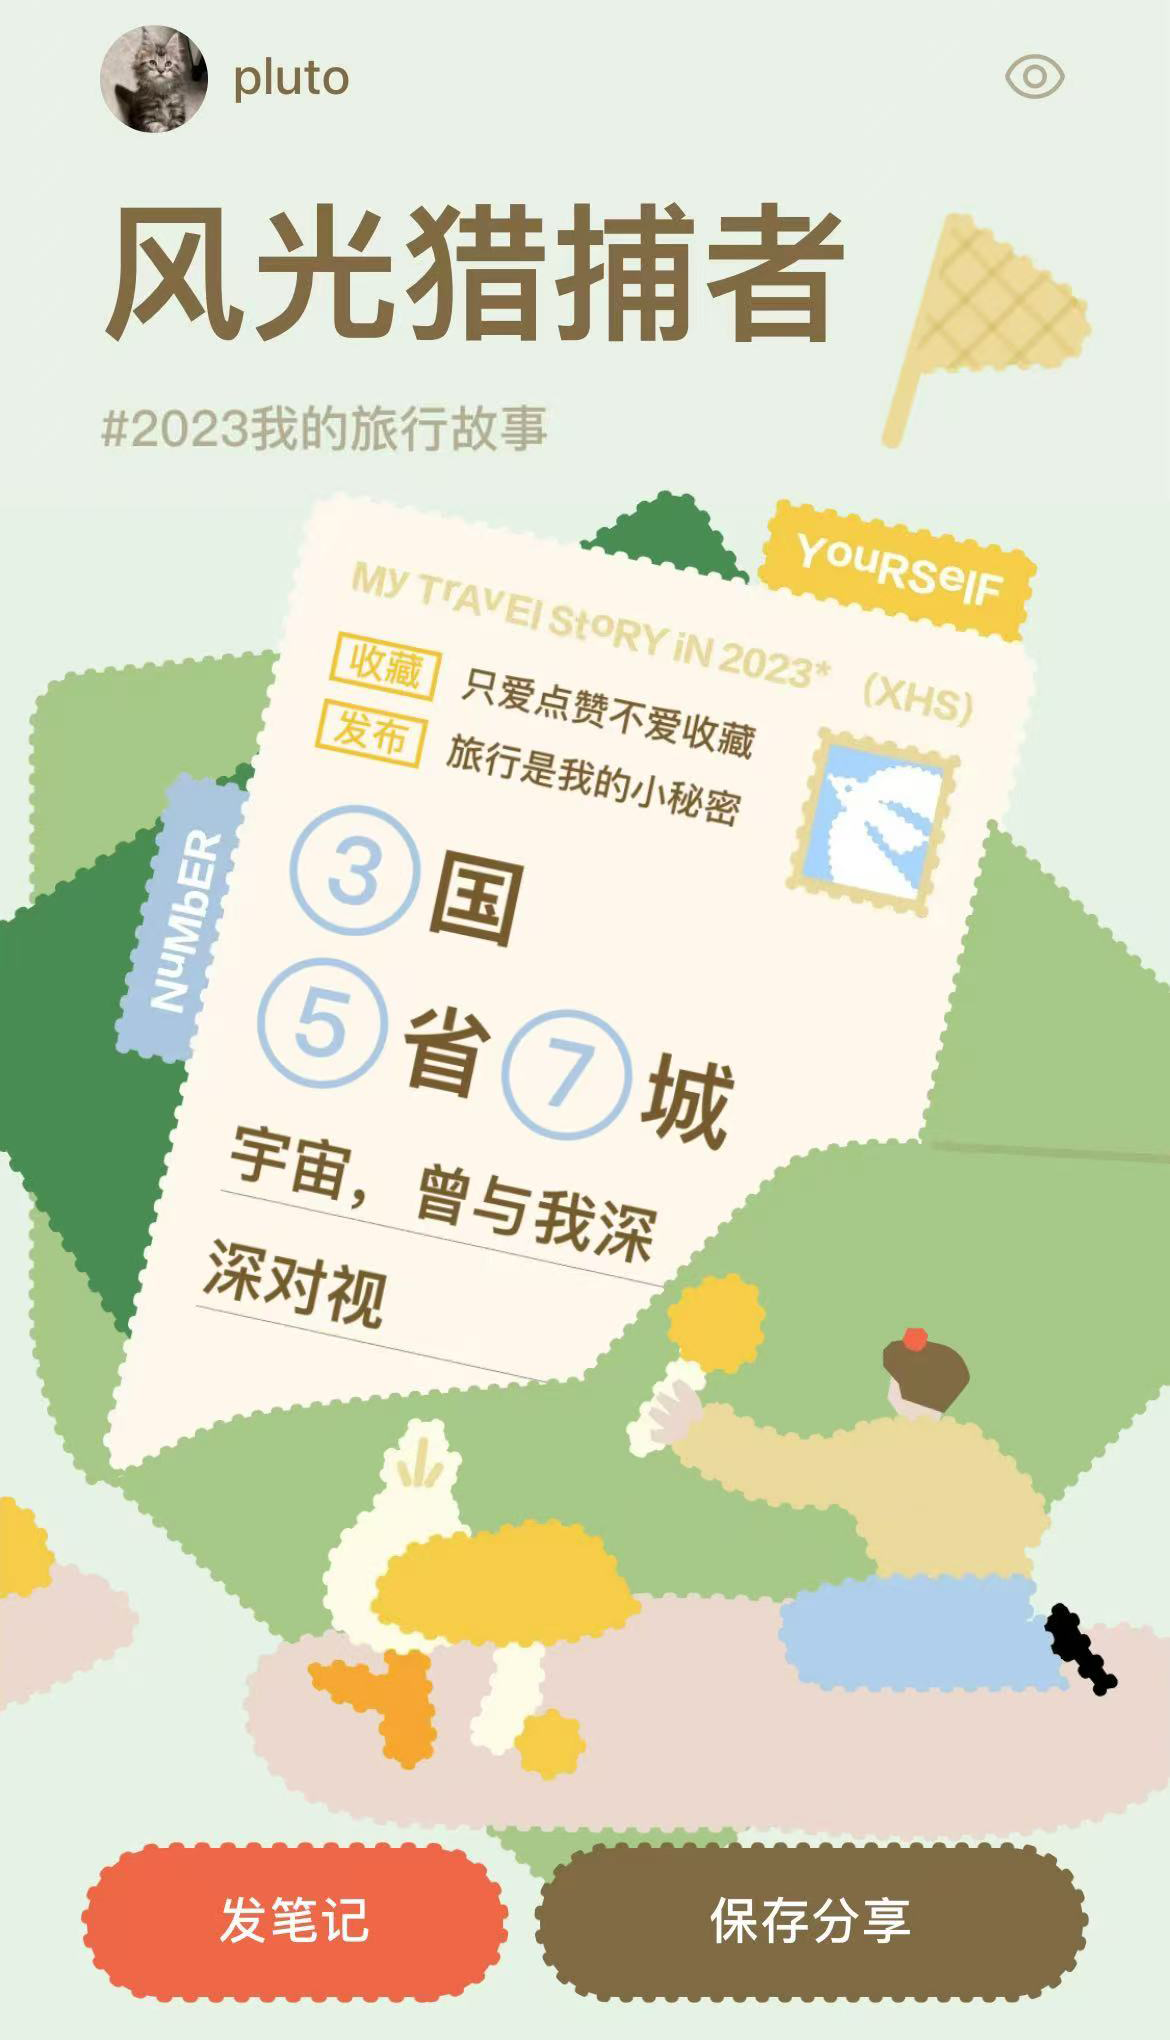 pluto
风光猎捕者
#2023我的旅行故事
YouRSelF
My TrAvEl StoRY iN 2023* (XHS)
收藏 只爱点赞不爱收藏
发布 旅行是我的小秘密
NuMbER
③国
⑤省⑦城
宇宙，曾与我深
深对视
发笔记
保存分享